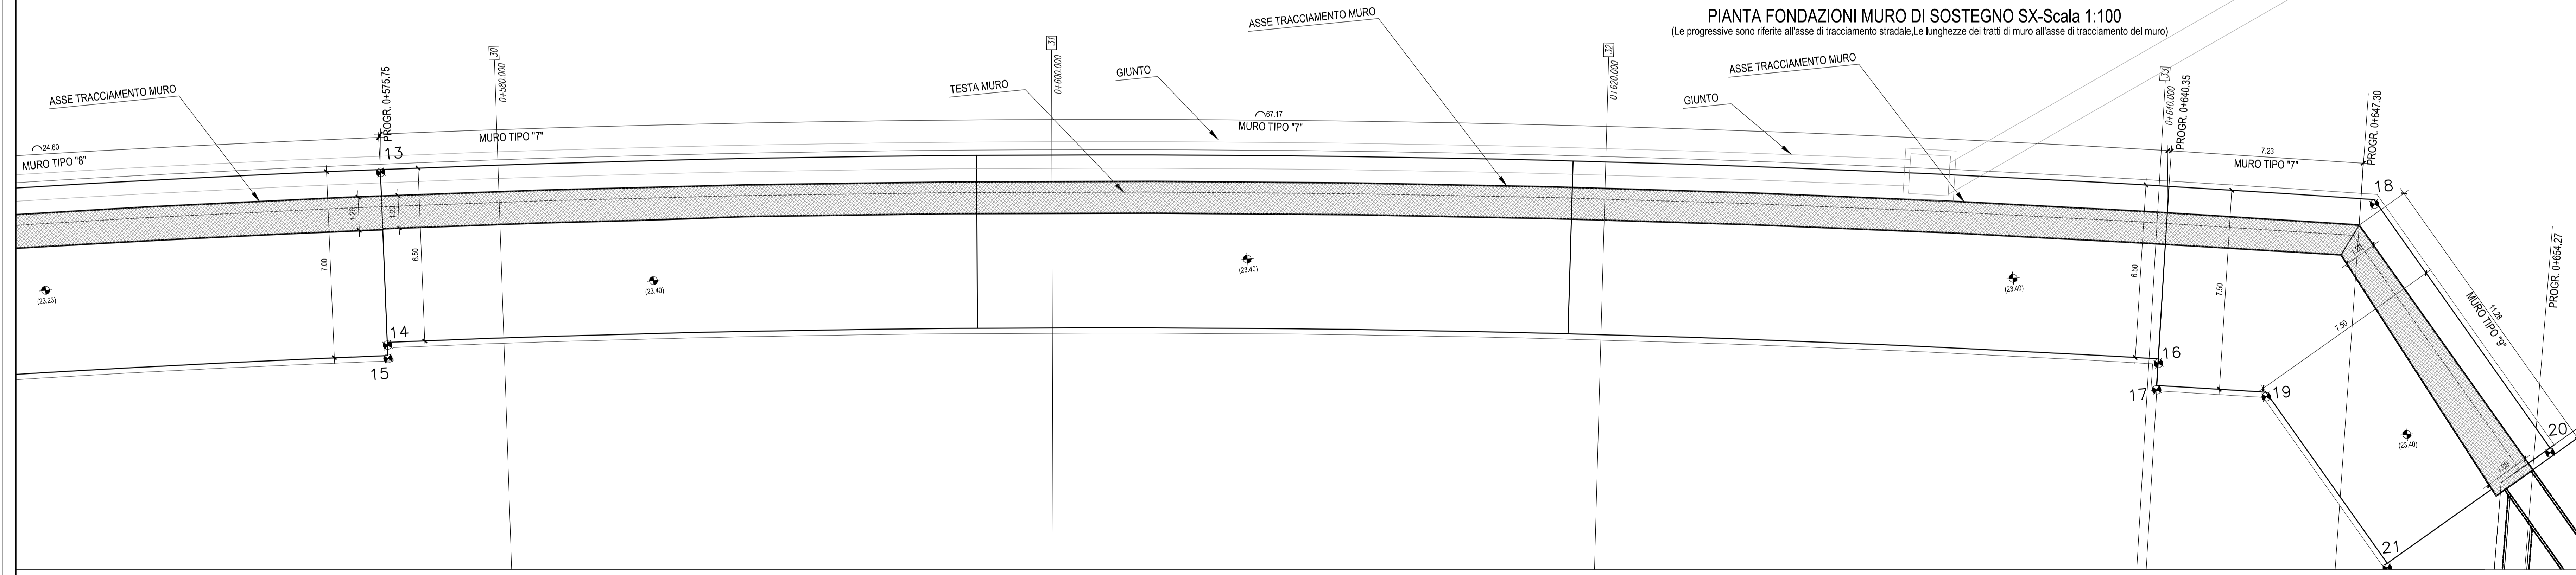 PIANTA FONDAZIONI MURO DI SOSTEGNO SX-Scala 1:100
(Le progressive sono riferite all'asse di tracciamento stradale,Le lunghezze dei tratti di muro all'asse di tracciamento del muro)
ASSE TRACCIAMENTO MURO
PROGR. 0+575.75
30
0+580.000
TESTA MURO
31
0+600.000
GIUNTO
ASSE TRACCIAMENTO MURO
32
0+620.000
GIUNTO
ASSE TRACCIAMENTO MURO
33
0+640.000
PROGR. 0+640.35
PROGR. 0+647.30
24.60
MURO TIPO "8"
13
MURO TIPO "7"
67.17
MURO TIPO "7"
7.23
MURO TIPO "7"
18
1.28
1.23
7.00
6.50
(23.23)
(23.40)
(23.40)
(23.40)
6.50
7.50
1.20
7.50
11.28
MURO TIPO "9"
PROGR. 0+654.27
14
15
16
17
19
20
(23.40)
1.59
21